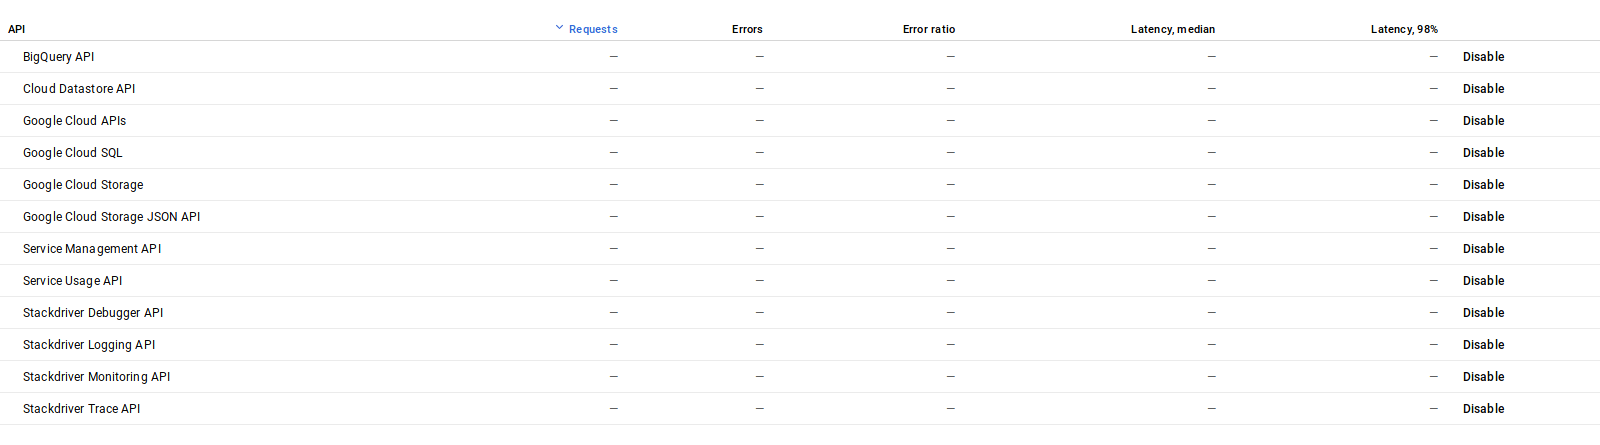 API Requests Errors Error ratio Latency, median Latency, 98%
BigQuery API — — — — — Disable
Cloud Datastore API — — — — — Disable
Google Cloud APIs — — — — — Disable
Google Cloud SQL — — — — — Disable
Google Cloud Storage — — — — — Disable
Google Cloud Storage JSON API — — — — — Disable
Service Management API — — — — — Disable
Service Usage API — — — — — Disable
Stackdriver Debugger API — — — — — Disable
Stackdriver Logging API — — — — — Disable
Stackdriver Monitoring API — — — — — Disable
Stackdriver Trace API — — — — — Disable